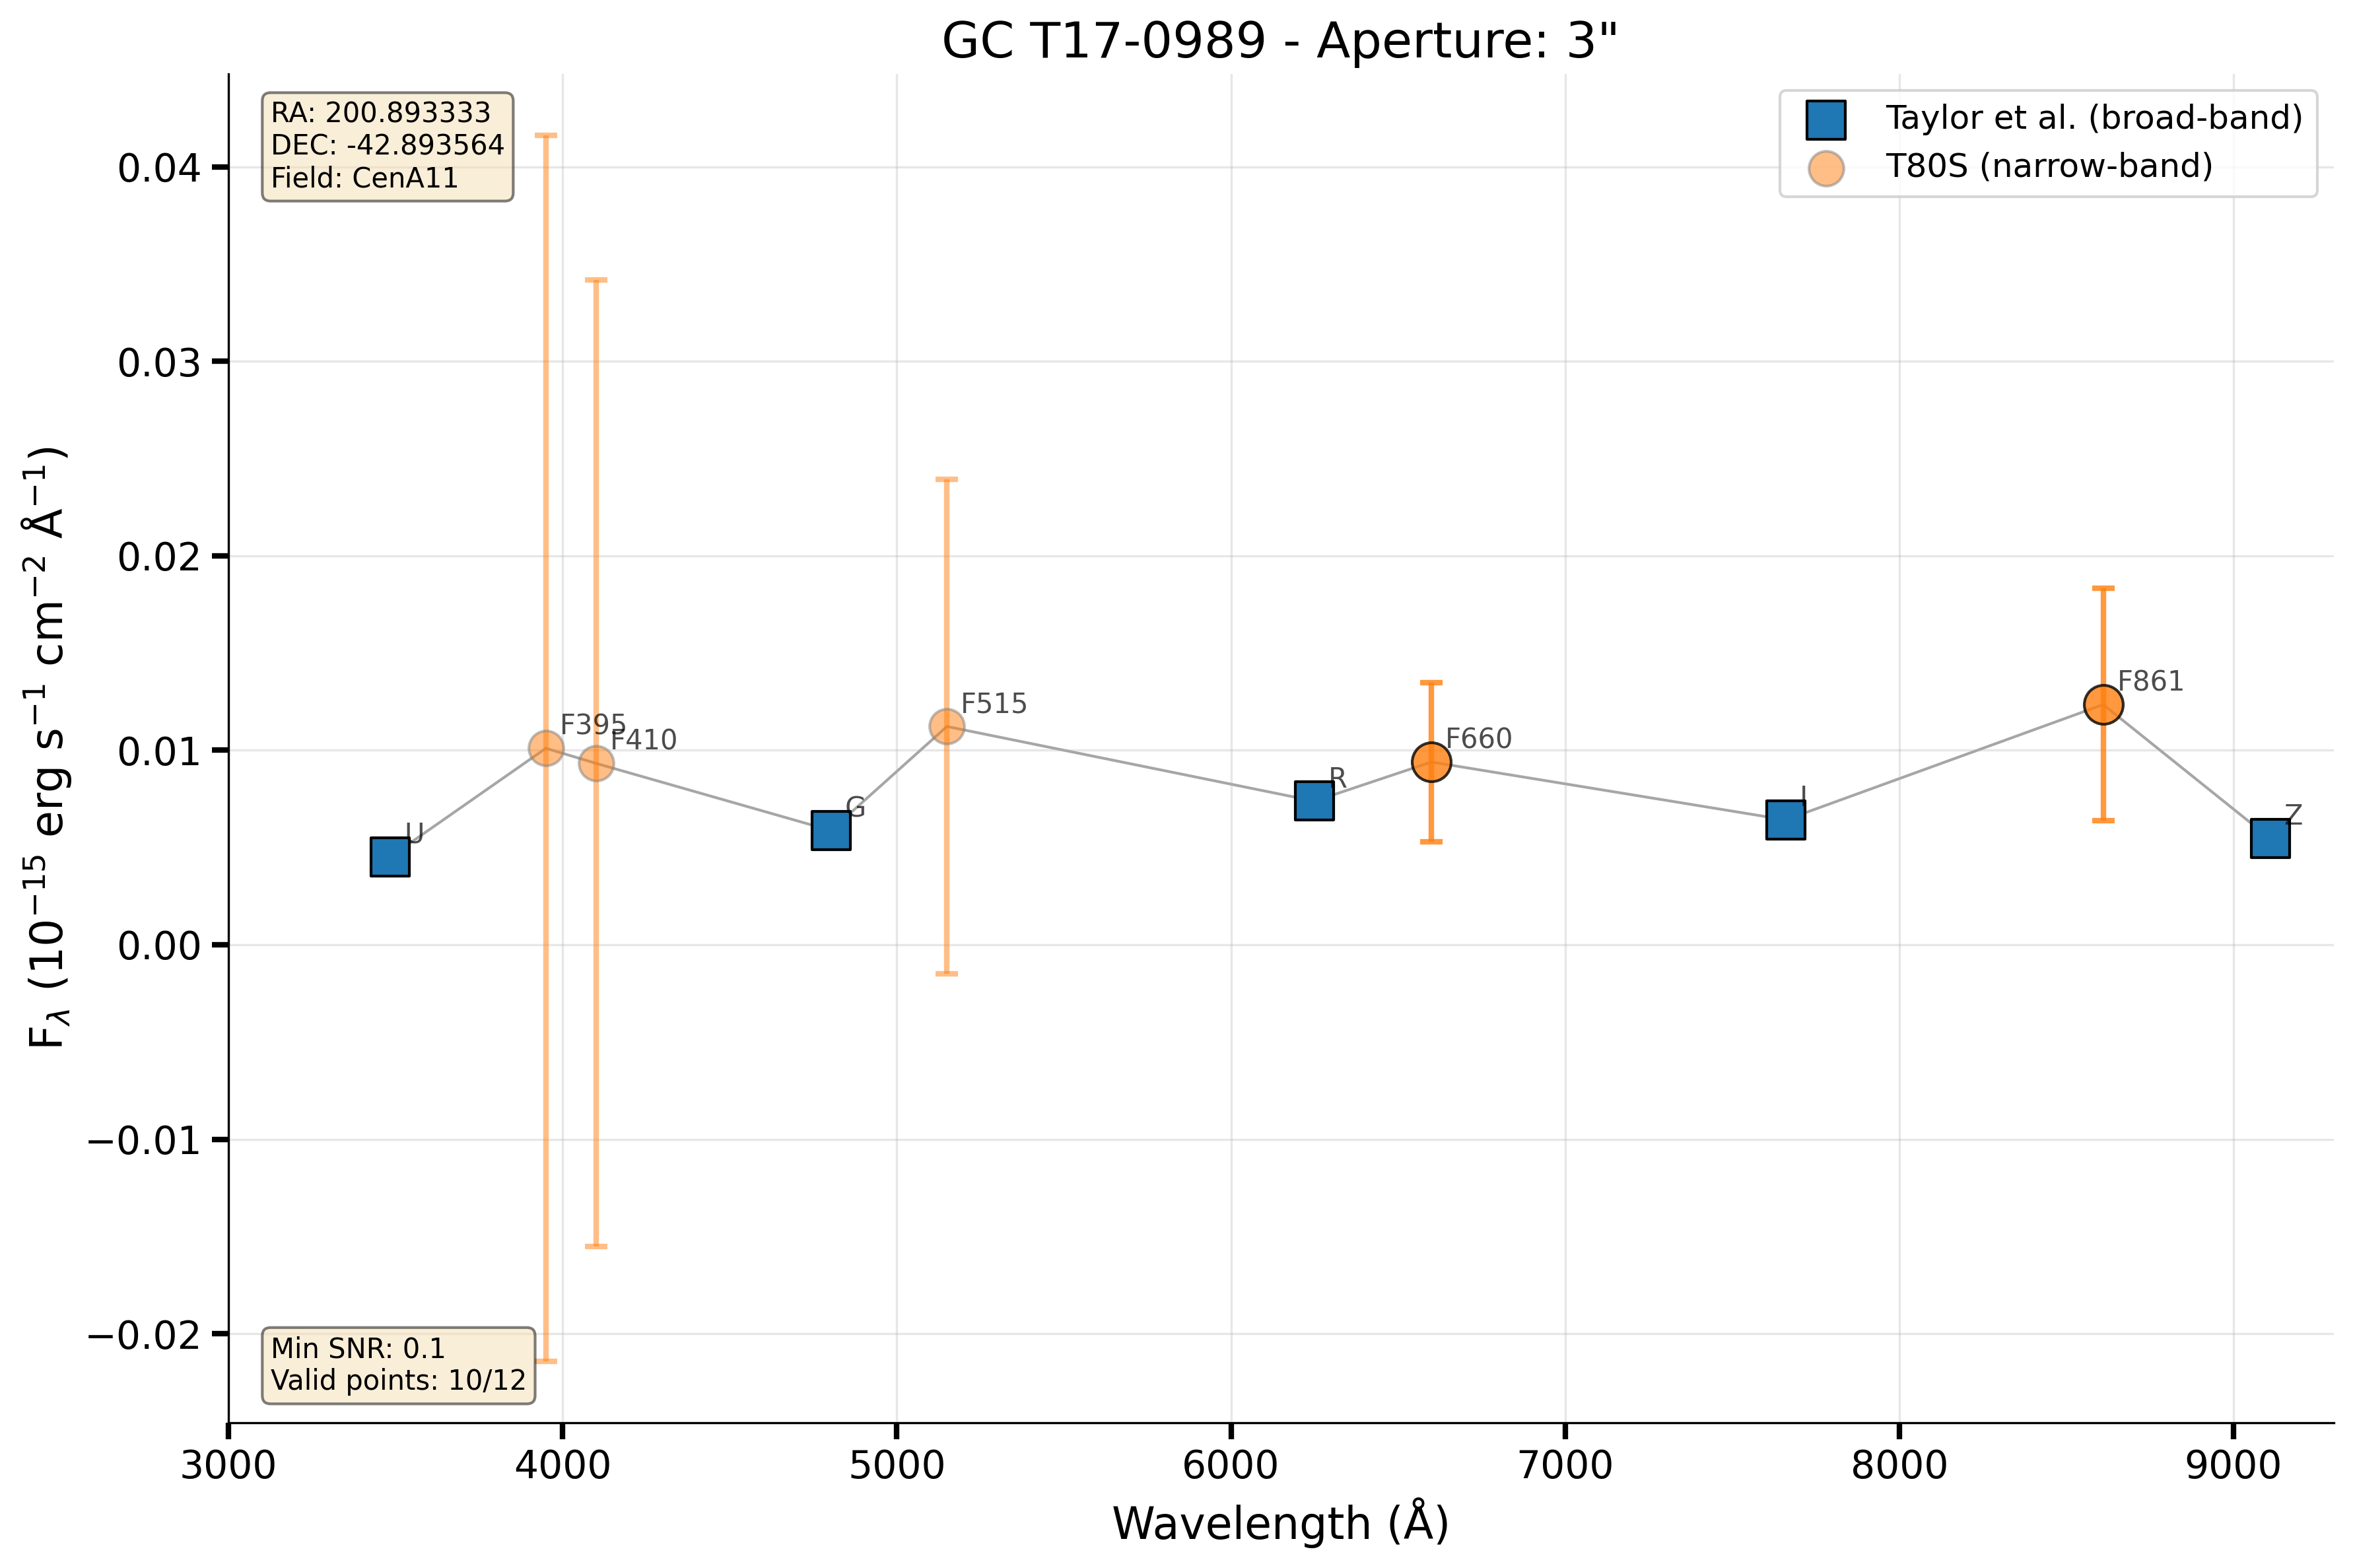 GC T17-0989 - Aperture: 3"
RA: 200.893333
DEC: -42.893564
Field: CenA11
Taylor et al. (broad-band)
T80S (narrow-band)
0.04
0.03
0.02
0.01
0.00
−0.01
−0.02
F_λ (10⁻¹⁵ erg s⁻¹ cm⁻² Å⁻¹)
U
F395
F410
G
F515
R
F660
I
F861
Z
Min SNR: 0.1
Valid points: 10/12
3000 4000 5000 6000 7000 8000 9000
Wavelength (Å)